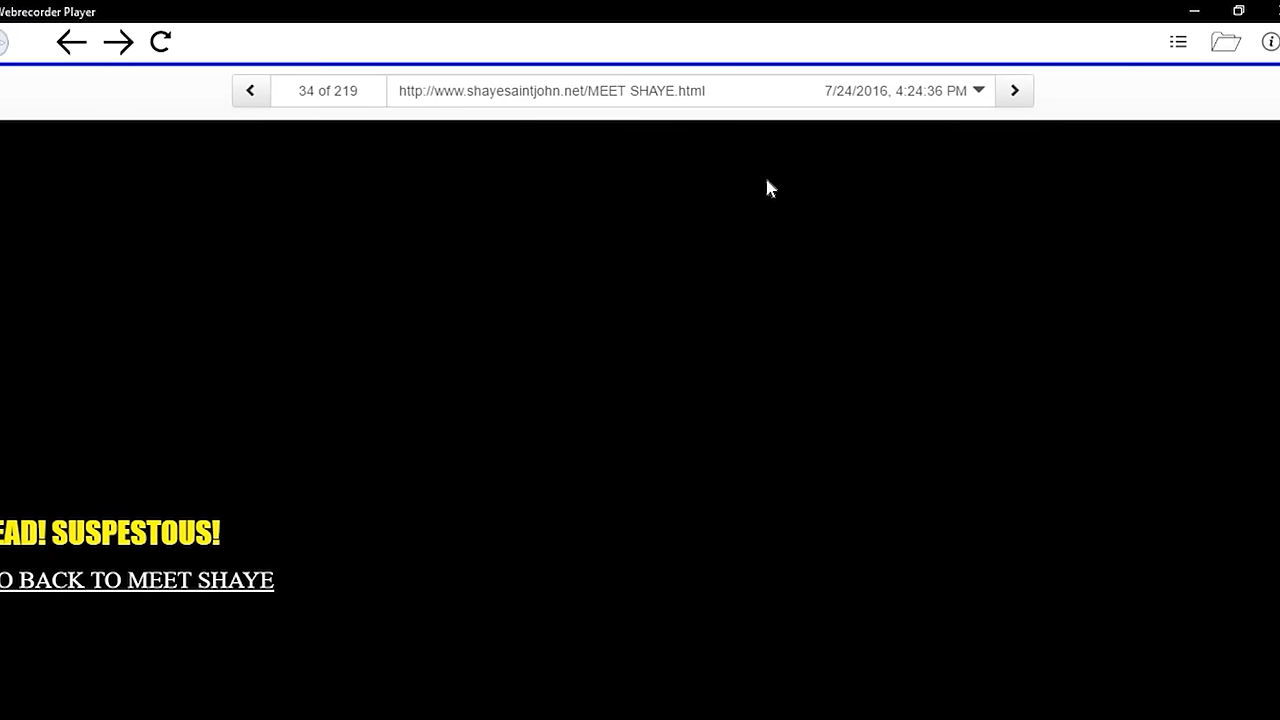 Webrecorder Player
34 of 219 http://www.shayesaintjohn.net/MEET SHAYE.html 7/24/2016, 4:24:36 PM
EAD! SUSPESTOUS!
O BACK TO MEET SHAYE